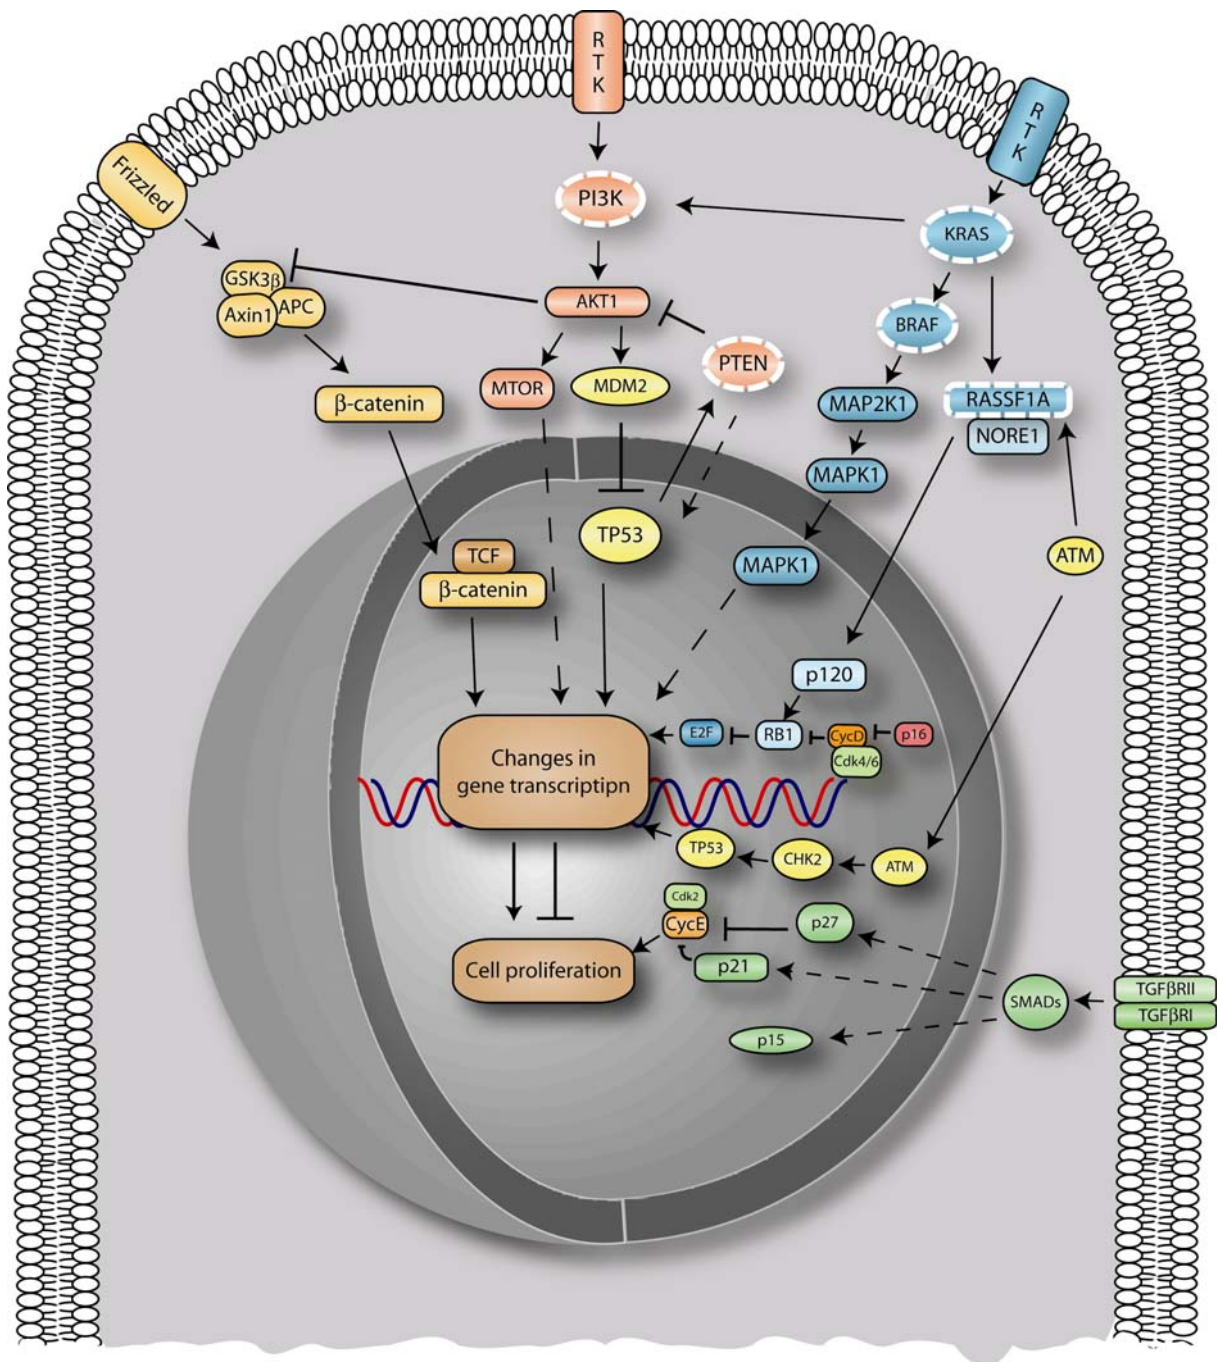 R
T
K
R
T
K
Frizzled
PI3K
KRAS
GSK3β
Axin1
APC
AKT1
BRAF
PTEN
MTOR
MDM2
β-catenin
MAP2K1
RASSF1A
NORE1
MAPK1
TP53
TCF
β-catenin
MAPK1
ATM
p120
E2F
RB1
CycD
Cdk4/6
p16
Changes in
gene transcriptipn
TP53
CHK2
ATM
Cdk2
CycE
p27
p21
Cell proliferation
SMADs
TGFβRII
TGFβRI
p15